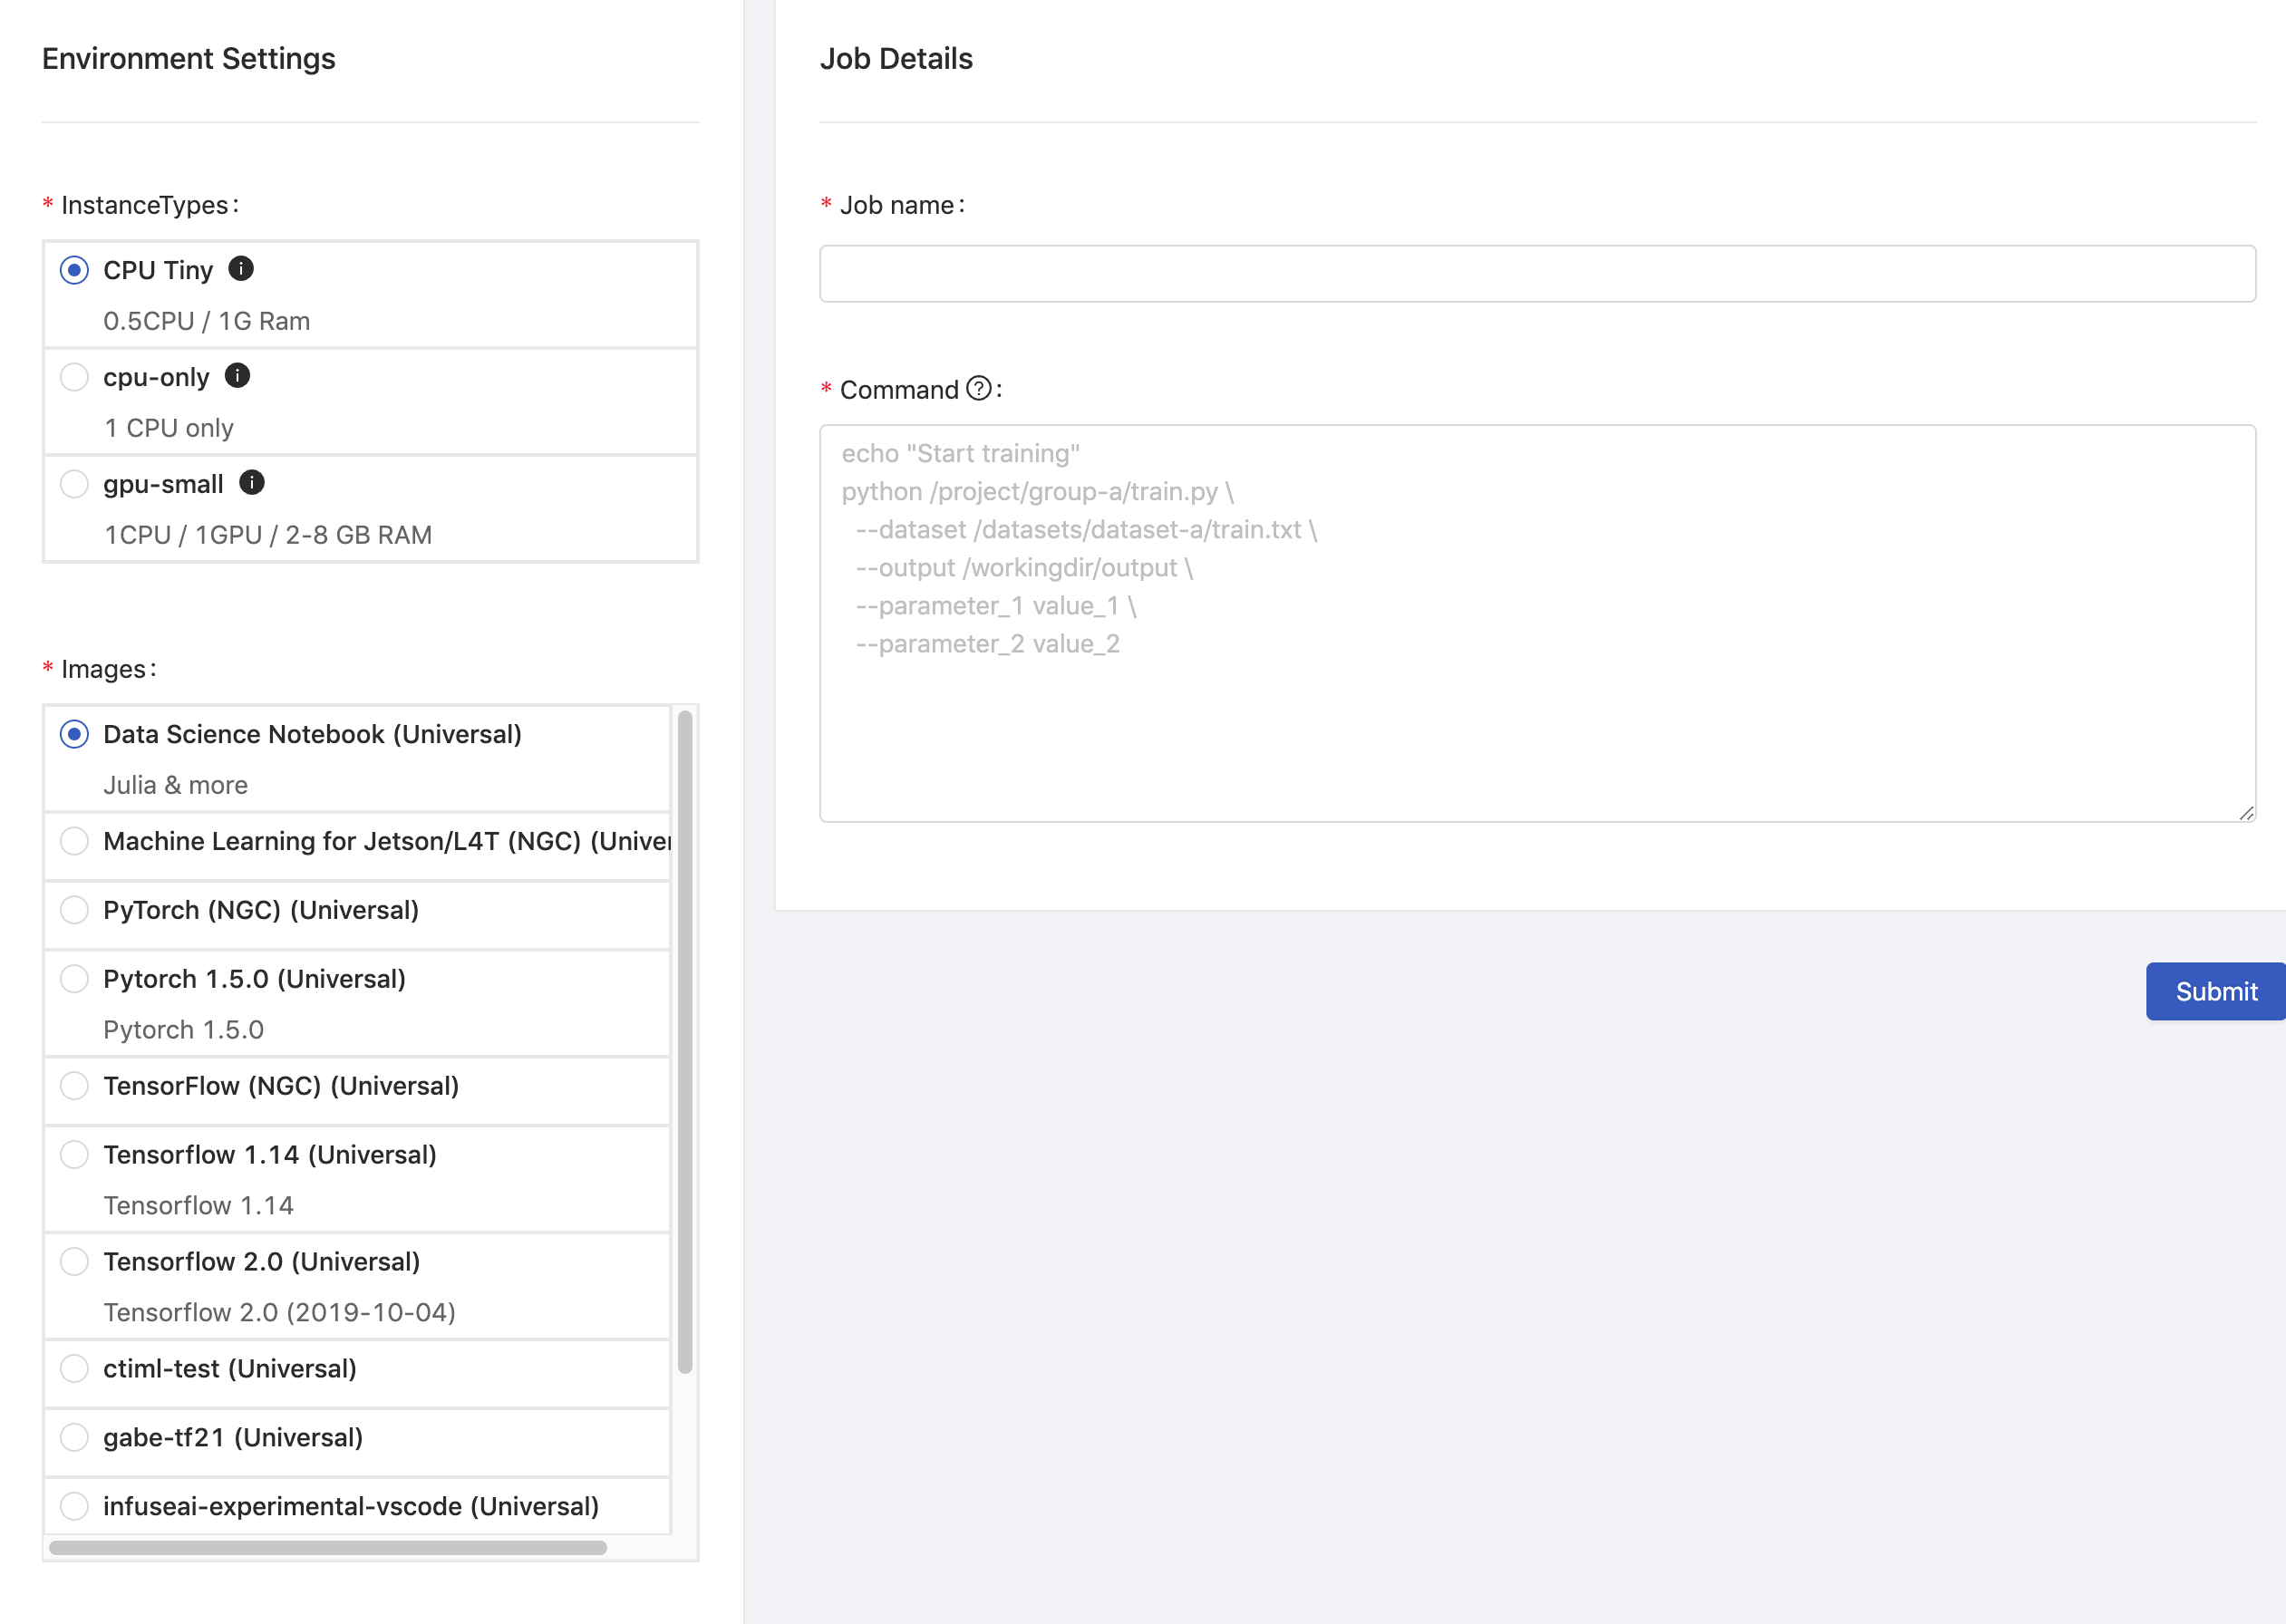 Environment Settings
* InstanceTypes:
CPU Tiny
0.5CPU / 1G Ram
cpu-only
1 CPU only
gpu-small
1CPU / 1GPU / 2-8 GB RAM
* Images:
Data Science Notebook (Universal)
Julia & more
Machine Learning for Jetson/L4T (NGC) (Univer
PyTorch (NGC) (Universal)
Pytorch 1.5.0 (Universal)
Pytorch 1.5.0
TensorFlow (NGC) (Universal)
Tensorflow 1.14 (Universal)
Tensorflow 1.14
Tensorflow 2.0 (Universal)
Tensorflow 2.0 (2019-10-04)
ctiml-test (Universal)
gabe-tf21 (Universal)
infuseai-experimental-vscode (Universal)
Job Details
* Job name:
* Command ?:
echo "Start training"
python /project/group-a/train.py \
--dataset /datasets/dataset-a/train.txt \
--output /workingdir/output \
--parameter_1 value_1 \
--parameter_2 value_2
Submit